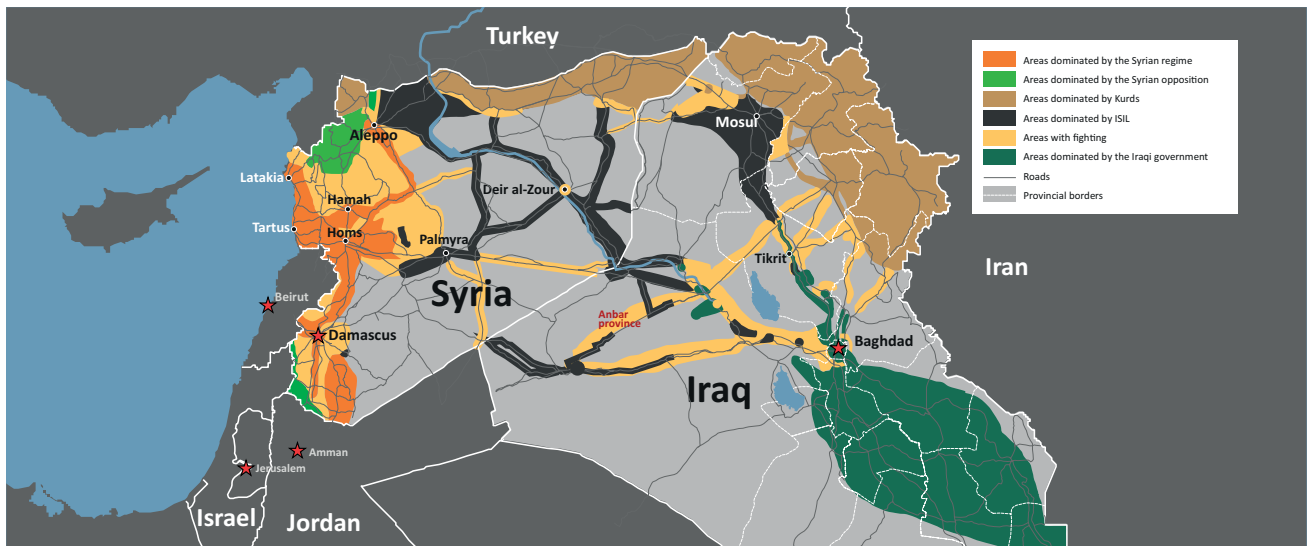 Turkey
Areas dominated by the Syrian regime
Areas dominated by the Syrian opposition
Areas dominated by Kurds
Areas dominated by ISIL
Areas with fighting
Areas dominated by the Iraqi government
Roads
Provincial borders
Mosul
Aleppo
Latakia
Deir al-Zour
Hamah
Tartus
Homs
Palmyra
Tikrit
Iran
Syria
Beirut
Anbar
province
Damascus
Baghdad
Iraq
Amman
Jerusalem
Israel
Jordan